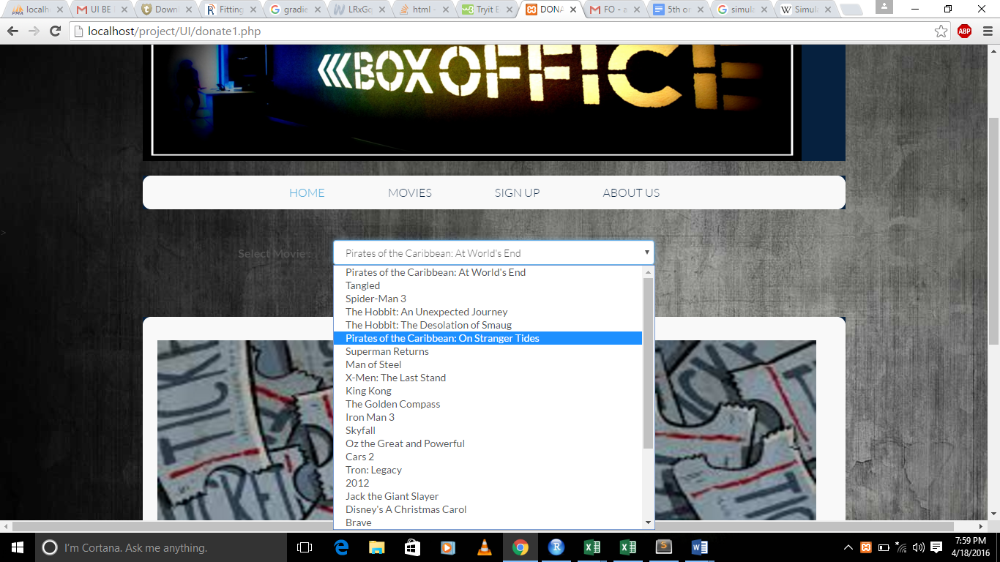 localh
UI BE
Downl
Fitting
gradie
LRxGq
html -
Tryit E
DONA
FO - a
5th or
simula
Simula
localhost/project/UI/donate1.php
ABP
BOXOFFICE
HOME MOVIES SIGN UP ABOUT US
>
Select Movie :
Pirates of the Caribbean: At World's End
Pirates of the Caribbean: At World's End
Tangled
Spider-Man 3
The Hobbit: An Unexpected Journey
The Hobbit: The Desolation of Smaug
Pirates of the Caribbean: On Stranger Tides
Superman Returns
Man of Steel
X-Men: The Last Stand
King Kong
The Golden Compass
Iron Man 3
Skyfall
Oz the Great and Powerful
Cars 2
Tron: Legacy
2012
Jack the Giant Slayer
Disney's A Christmas Carol
Brave
I'm Cortana. Ask me anything.
7:59 PM
4/18/2016